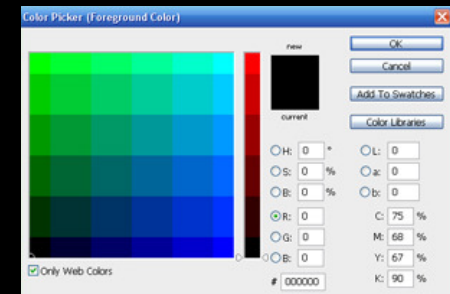 Color Picker (Foreground Color)
new
current
OK
Cancel
Add To Swatches
Color Libraries
H: 0 °
S: 0 %
B: 0 %
R: 0
G: 0
B: 0
# 000000
L: 0
a: 0
b: 0
C: 75 %
M: 68 %
Y: 67 %
K: 90 %
Only Web Colors